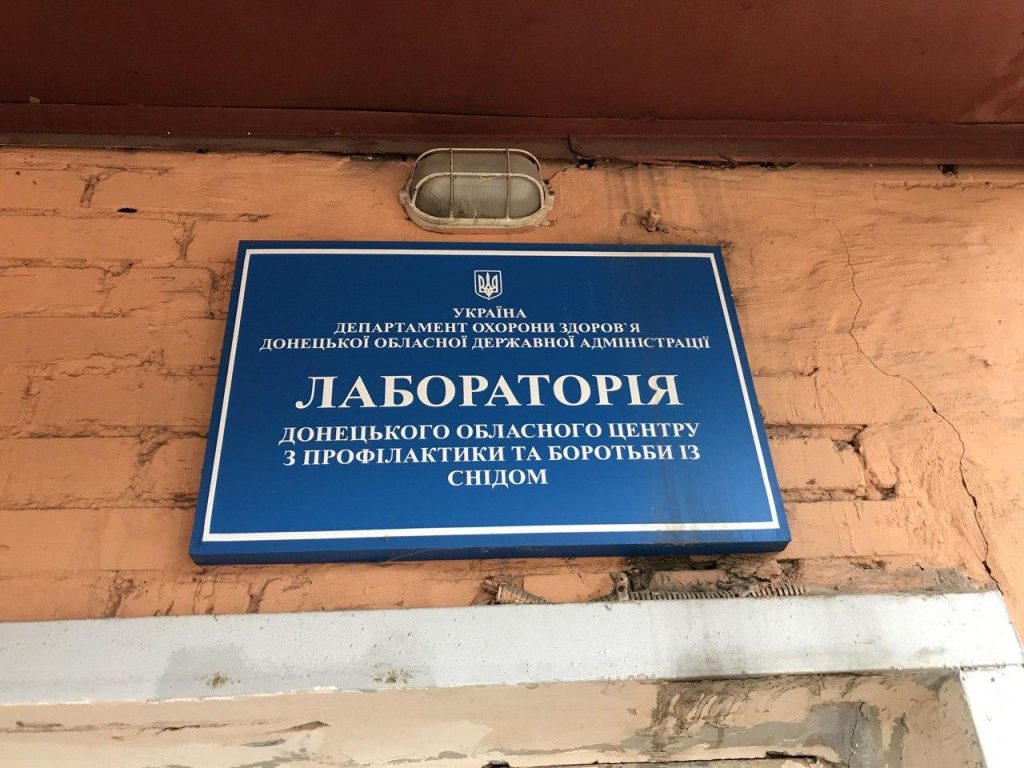 УКРАЇНА
ДЕПАРТАМЕНТ ОХОРОНИ ЗДОРОВ`Я
ДОНЕЦЬКОЇ ОБЛАСНОЇ ДЕРЖАВНОЇ АДМІНІСТРАЦІЇ
ЛАБОРАТОРІЯ
ДОНЕЦЬКОГО ОБЛАСНОГО ЦЕНТРУ
З ПРОФІЛАКТИКИ ТА БОРОТЬБИ ІЗ
СНІДОМ